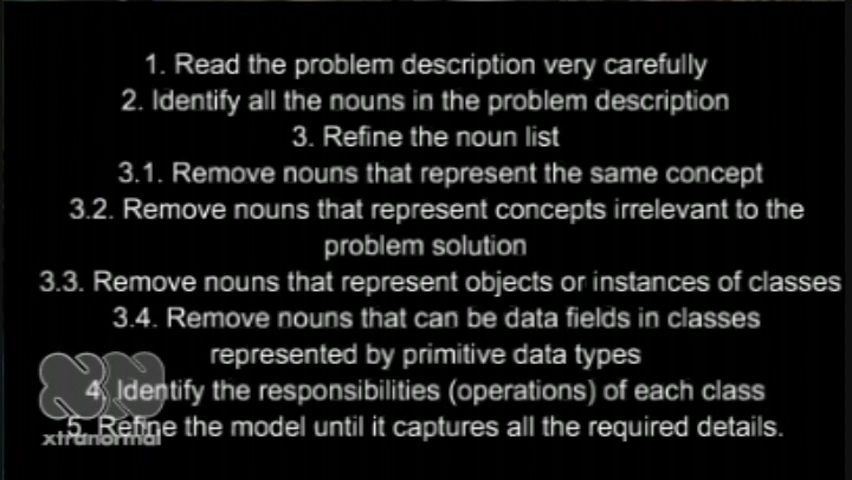 1. Read the problem description very carefully
2. Identify all the nouns in the problem description
3. Refine the noun list
3.1. Remove nouns that represent the same concept
3.2. Remove nouns that represent concepts irrelevant to the
problem solution
3.3. Remove nouns that represent objects or instances of classes
3.4. Remove nouns that can be data fields in classes
represented by primitive data types
4. Identify the responsibilities (operations) of each class
5. Refine the model until it captures all the required details.
xtranormal